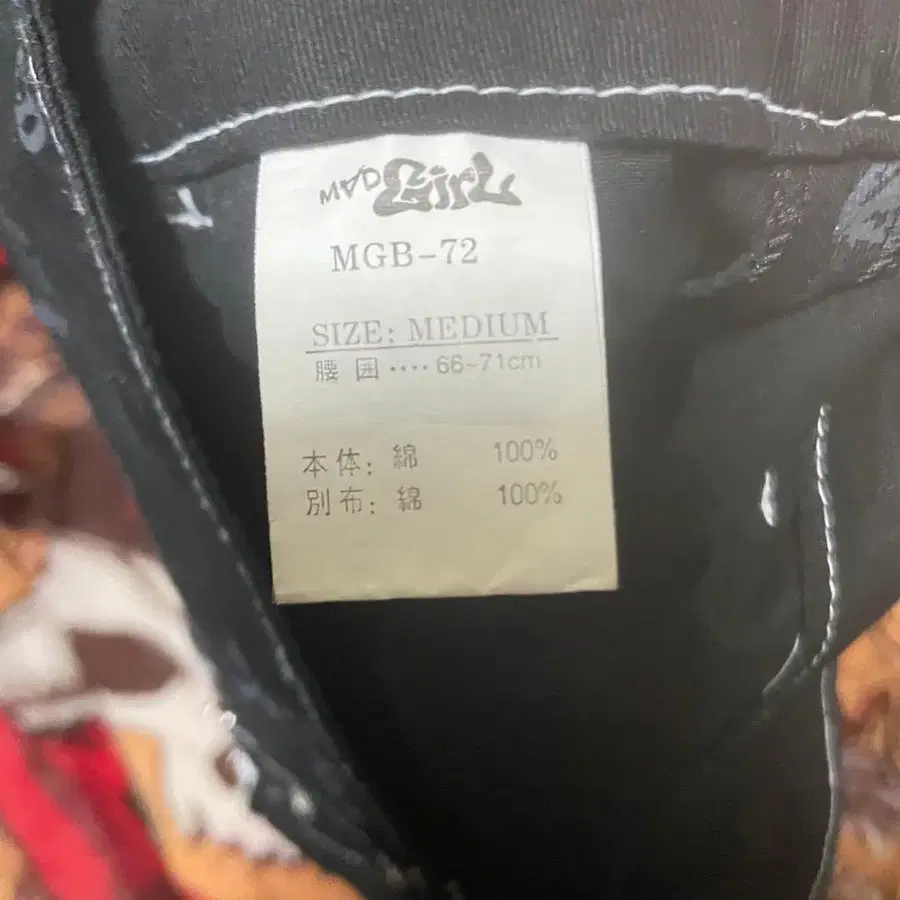 MAD GirL
MGB-72
SIZE: MEDIUM
腰囲‥‥66~71cm
本体: 綿 100%
別布: 綿 100%